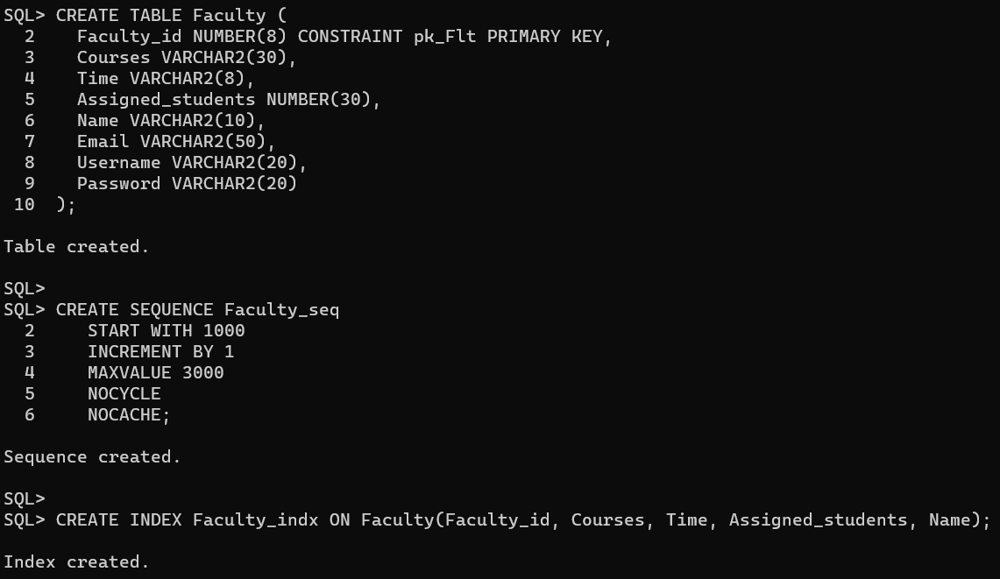 SQL> CREATE TABLE Faculty (
  2    Faculty_id NUMBER(8) CONSTRAINT pk_Flt PRIMARY KEY,
  3    Courses VARCHAR2(30),
  4    Time VARCHAR2(8),
  5    Assigned_students NUMBER(30),
  6    Name VARCHAR2(10),
  7    Email VARCHAR2(50),
  8    Username VARCHAR2(20),
  9    Password VARCHAR2(20)
 10  );
Table created.
SQL>
SQL> CREATE SEQUENCE Faculty_seq
  2     START WITH 1000
  3     INCREMENT BY 1
  4     MAXVALUE 3000
  5     NOCYCLE
  6     NOCACHE;
Sequence created.
SQL>
SQL> CREATE INDEX Faculty_indx ON Faculty(Faculty_id, Courses, Time, Assigned_students, Name);
Index created.